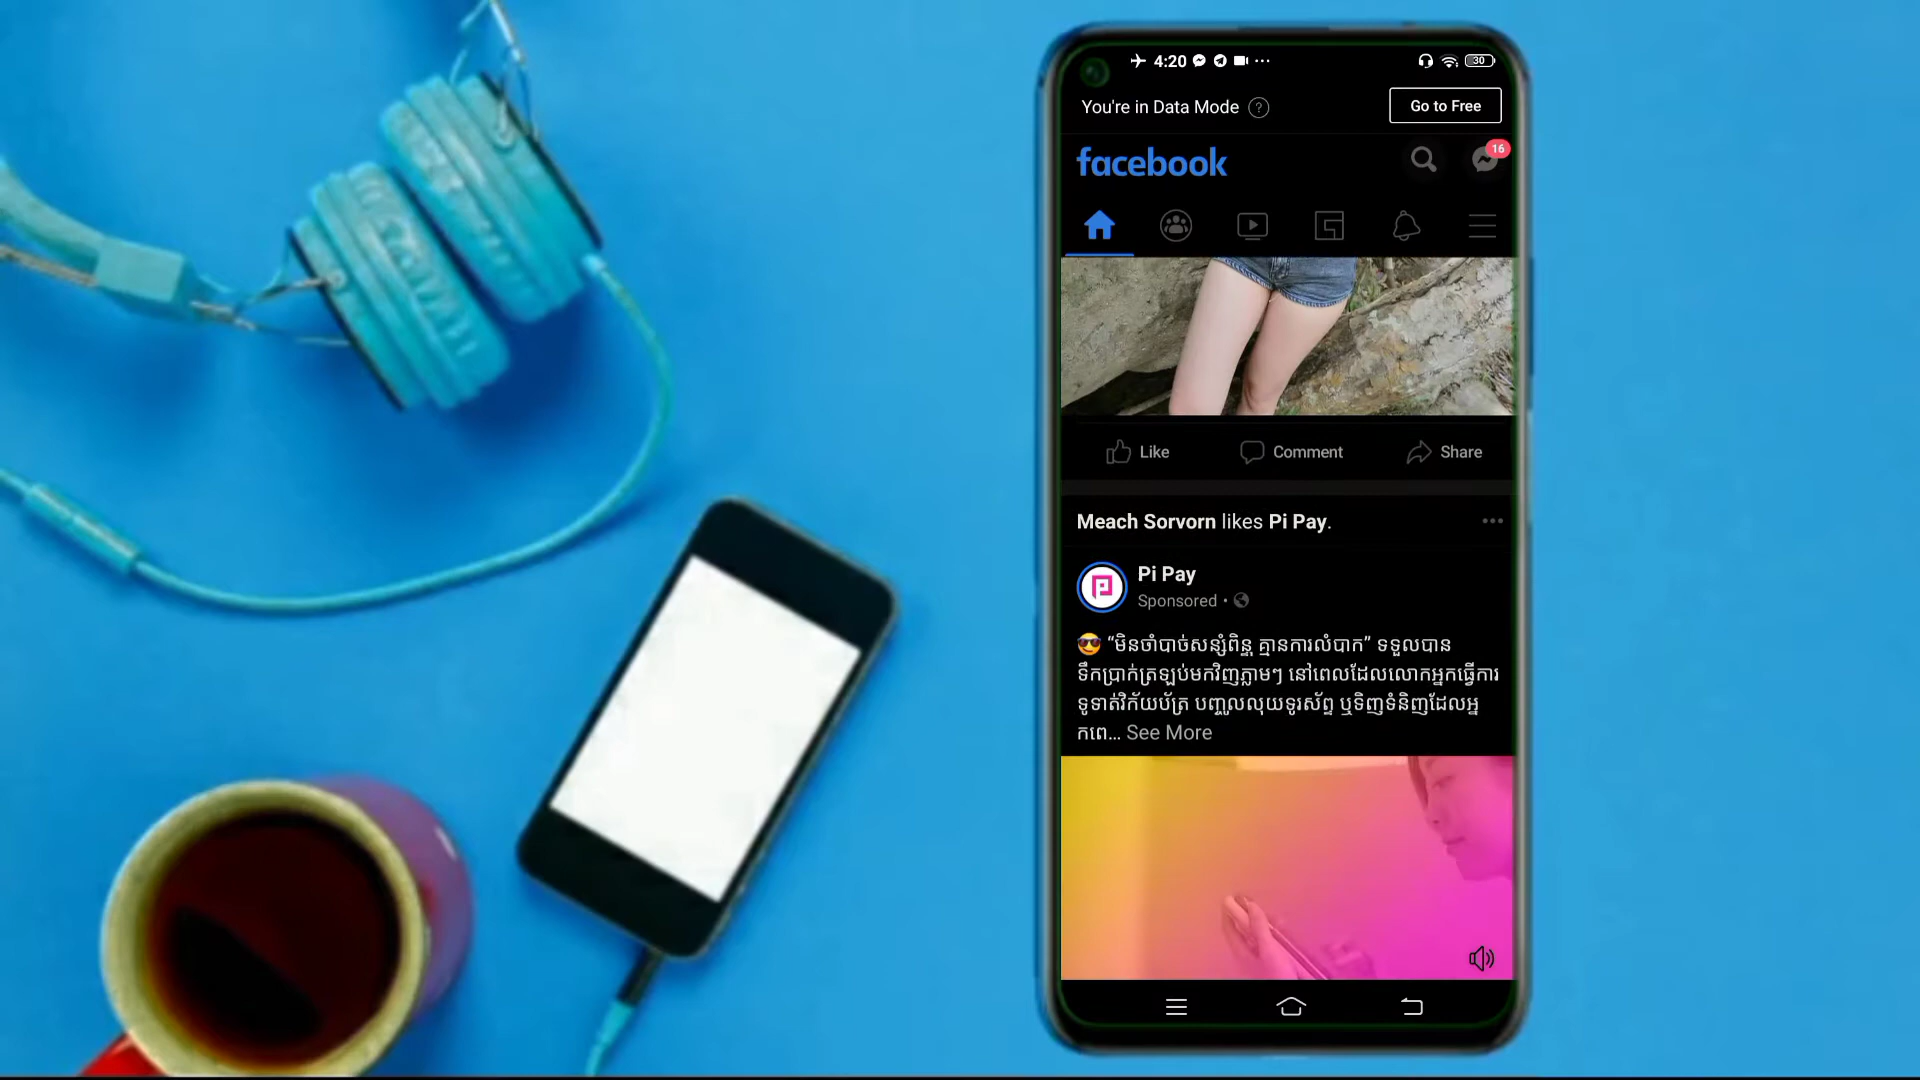 4:20
30
You're in Data Mode
Go to Free
facebook
16
Like
Comment
Share
Meach Sorvorn likes Pi Pay.
Pi Pay
Sponsored •
😎 “មិនចាំបាច់សន្សំពិន្ទុ គ្មានការលំបាក” ទទួលបាន
ទឹកប្រាក់ត្រឡប់មកវិញភ្លាមៗ នៅពេលដែលលោកអ្នកធ្វើការ
ទូទាត់វិក័យប័ត្រ បញ្ចូលលុយទូរស័ព្ទ ឬទិញទំនិញដែលអ្ន
កពេ... See More